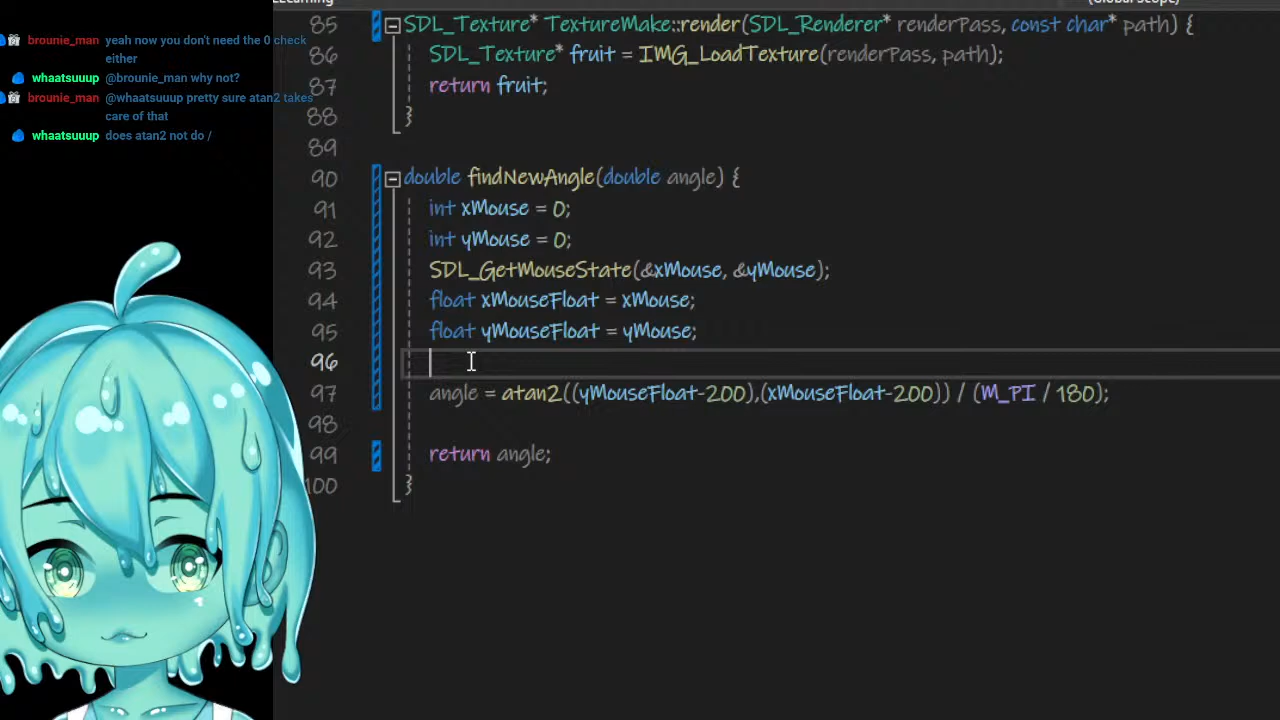 brounie_man yeah now you don't need the 0 check
either
whaatsuuup @brounie_man why not?
brounie_man @whaatsuuup pretty sure atan2 takes
care of that
whaatsuuup does atan2 not do /
85 SDL_Texture* TextureMake::render(SDL_Renderer* renderPass, const char* path) {
86 SDL_Texture* fruit = IMG_LoadTexture(renderPass, path);
87 return fruit;
88 }
89
90 double findNewAngle(double angle) {
91 int xMouse = 0;
92 int yMouse = 0;
93 SDL_GetMouseState(&xMouse, &yMouse);
94 float xMouseFloat = xMouse;
95 float yMouseFloat = yMouse;
96
97 angle = atan2((yMouseFloat-200),(xMouseFloat-200)) / (M_PI / 180);
98
99 return angle;
100 }